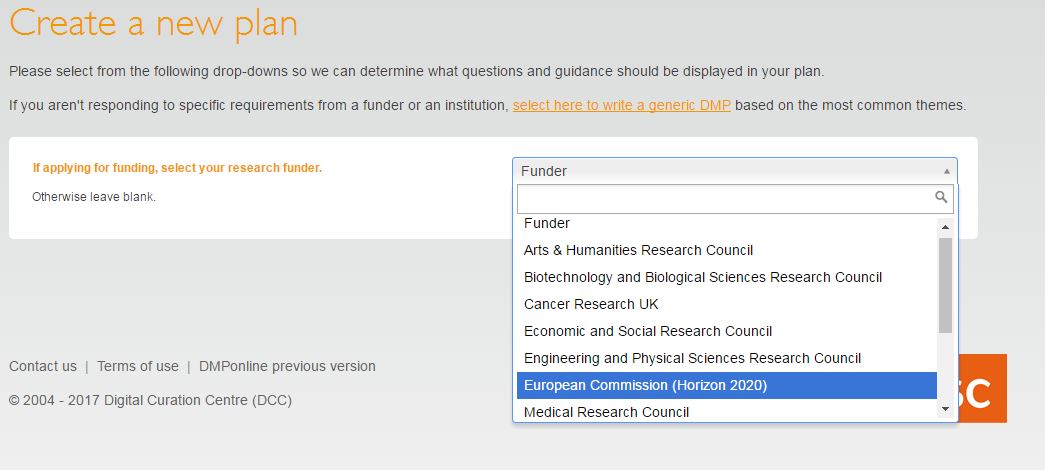 Create a new plan
Please select from the following drop-downs so we can determine what questions and guidance should be displayed in your plan.
If you aren't responding to specific requirements from a funder or an institution, select here to write a generic DMP based on the most common themes.
If applying for funding, select your research funder.
Otherwise leave blank.
Funder
Funder
Arts & Humanities Research Council
Biotechnology and Biological Sciences Research Council
Cancer Research UK
Economic and Social Research Council
Engineering and Physical Sciences Research Council
European Commission (Horizon 2020)
Medical Research Council
Contact us | Terms of use | DMPonline previous version
© 2004 - 2017 Digital Curation Centre (DCC)
SC